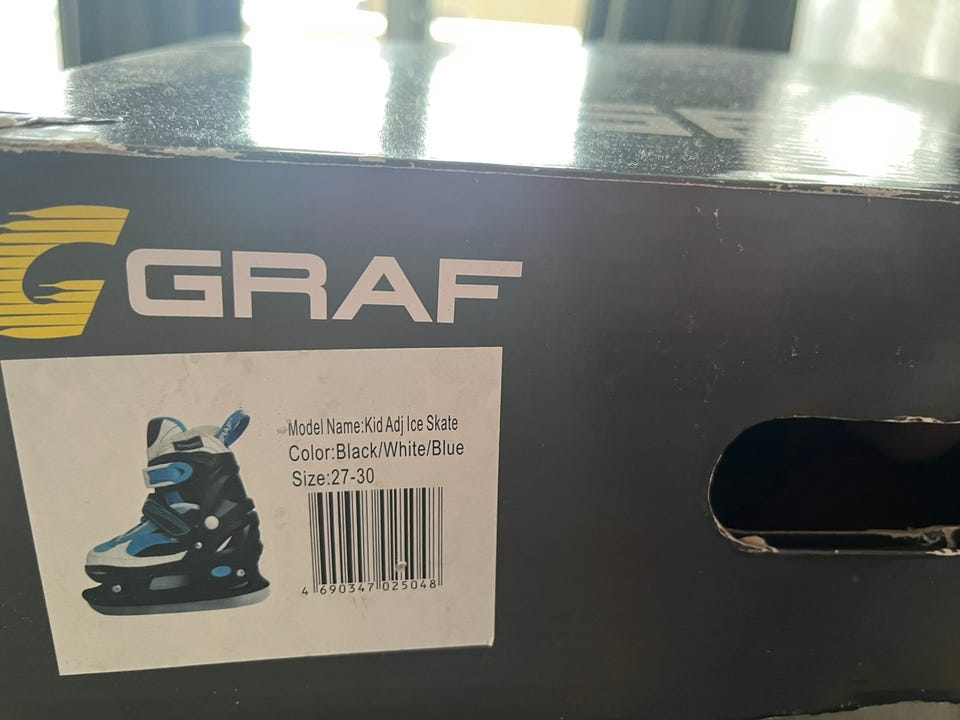 GRAF
Model Name:Kid Adj Ice Skate
Color:Black/White/Blue
Size:27-30
4 690347 025048